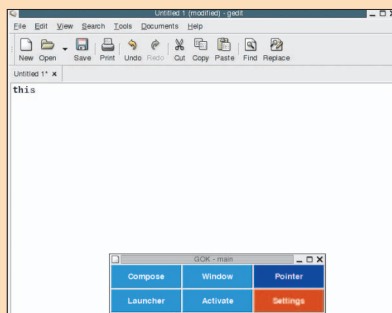 Untitled 1 (modified) - gedit
File Edit View Search Tools Documents Help
New Open Save Print Undo Redo Cut Copy Paste Find Replace
Untitled 1* x
this
GOK - main
Compose Window Pointer
Launcher Activate Settings